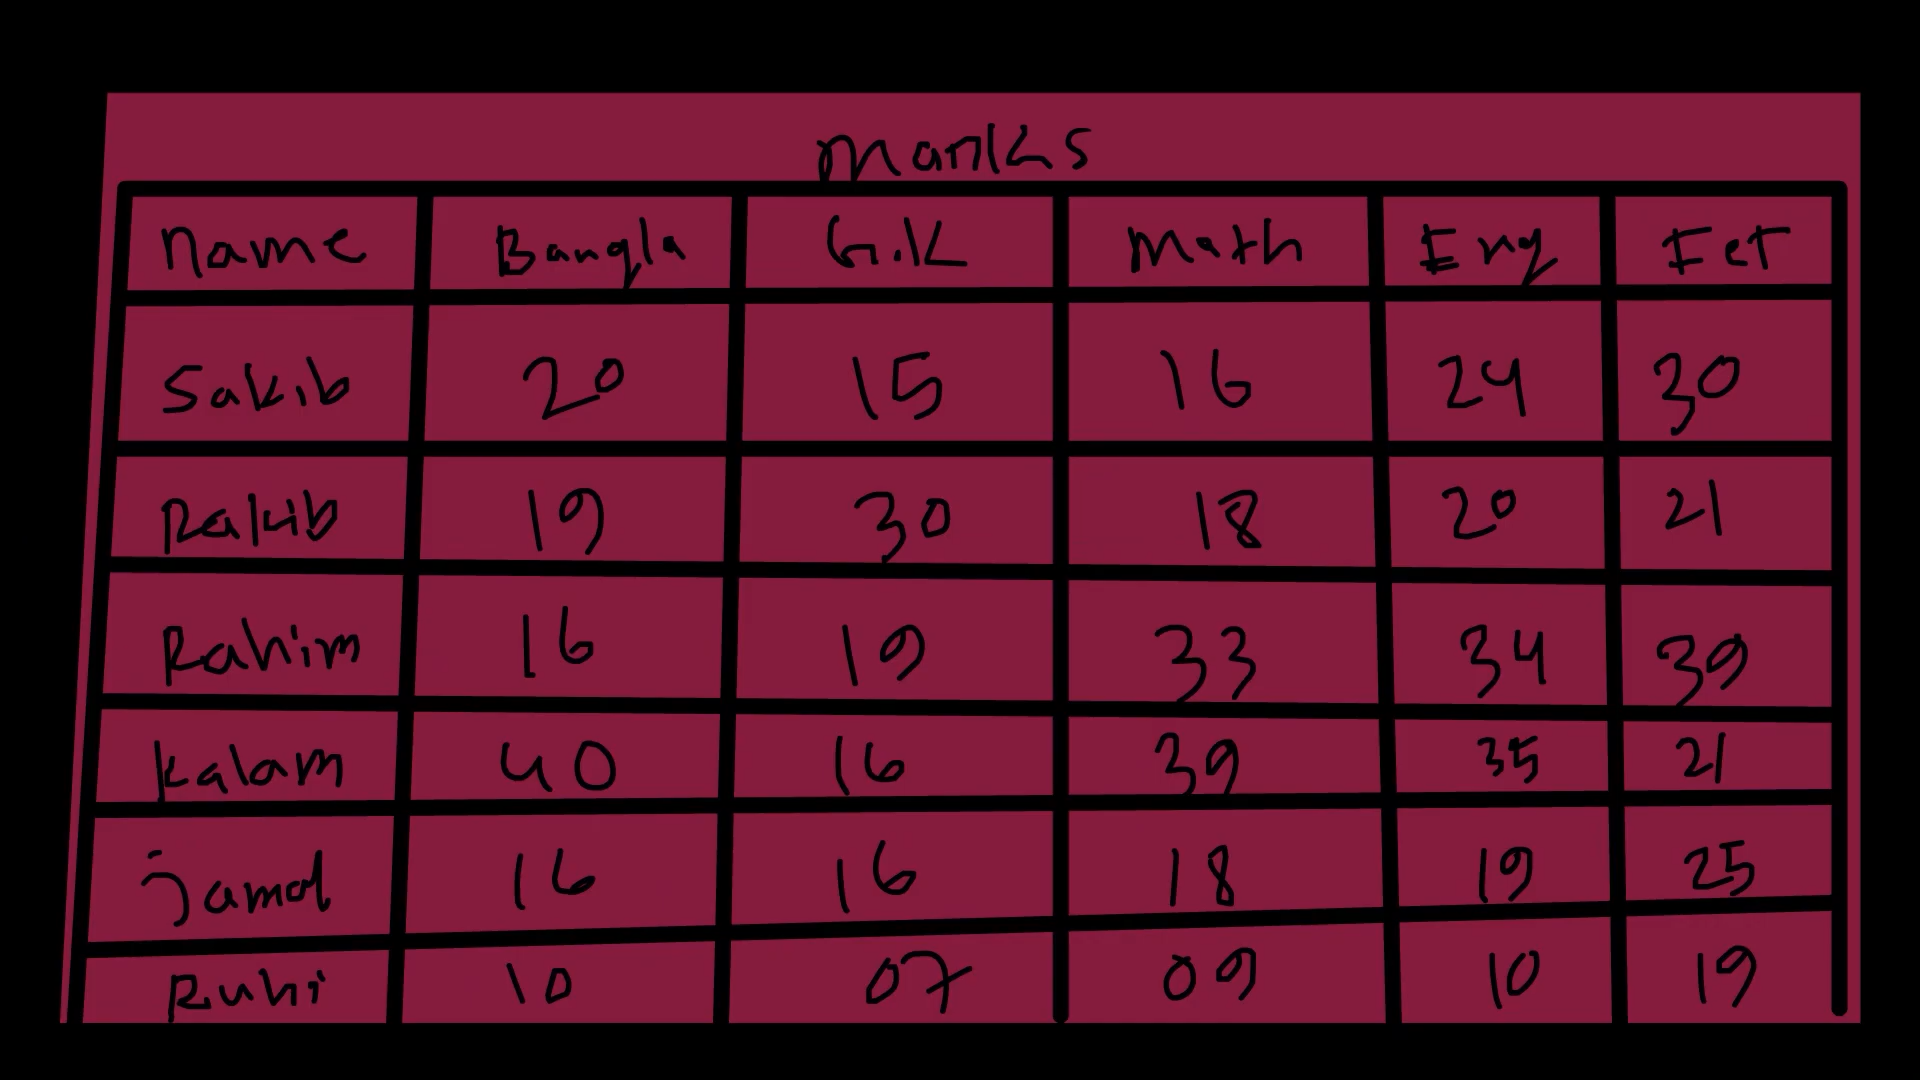 Marks
Name Bangla G.K Math Eng Ict
Sakib 20 15 16 24 30
Rakib 19 30 18 20 21
Rahim 16 19 33 34 39
Kalam 40 16 39 35 21
jamal 16 16 18 19 25
Ruhi 10 07 09 10 19